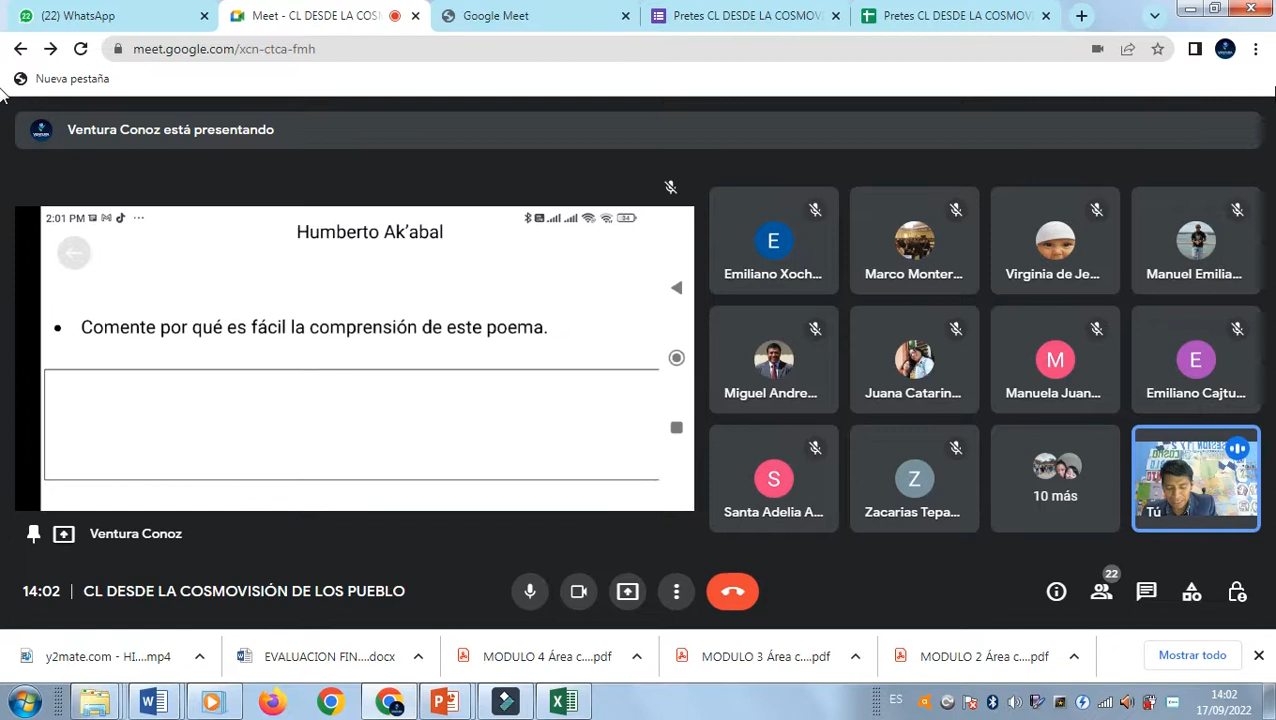 (22) WhatsApp
Meet - CL DESDE LA COS
Google Meet
Pretes CL DESDE LA COSMOVI
Pretes CL DESDE LA COSMOVI
meet.google.com/xcn-ctca-fmh
Nueva pestaña
Ventura Conoz está presentando
2:01 PM
34
Humberto Ak'abal
• Comente por qué es fácil la comprensión de este poema.
E
Emiliano Xoch...
Marco Monter...
Virginia de Je...
Manuel Emilia...
Miguel Andre...
Juana Catarin...
M
Manuela Juan...
E
Emiliano Cajtu...
S
Santa Adelia A...
Z
Zacarias Tepa...
10 más
Tú
Ventura Conoz
14:02 | CL DESDE LA COSMOVISIÓN DE LOS PUEBLO
22
y2mate.com - HI....mp4
EVALUACION FIN....docx
MODULO 4 Área c....pdf
MODULO 3 Área c....pdf
MODULO 2 Área c....pdf
Mostrar todo
ES
14:02
17/09/2022